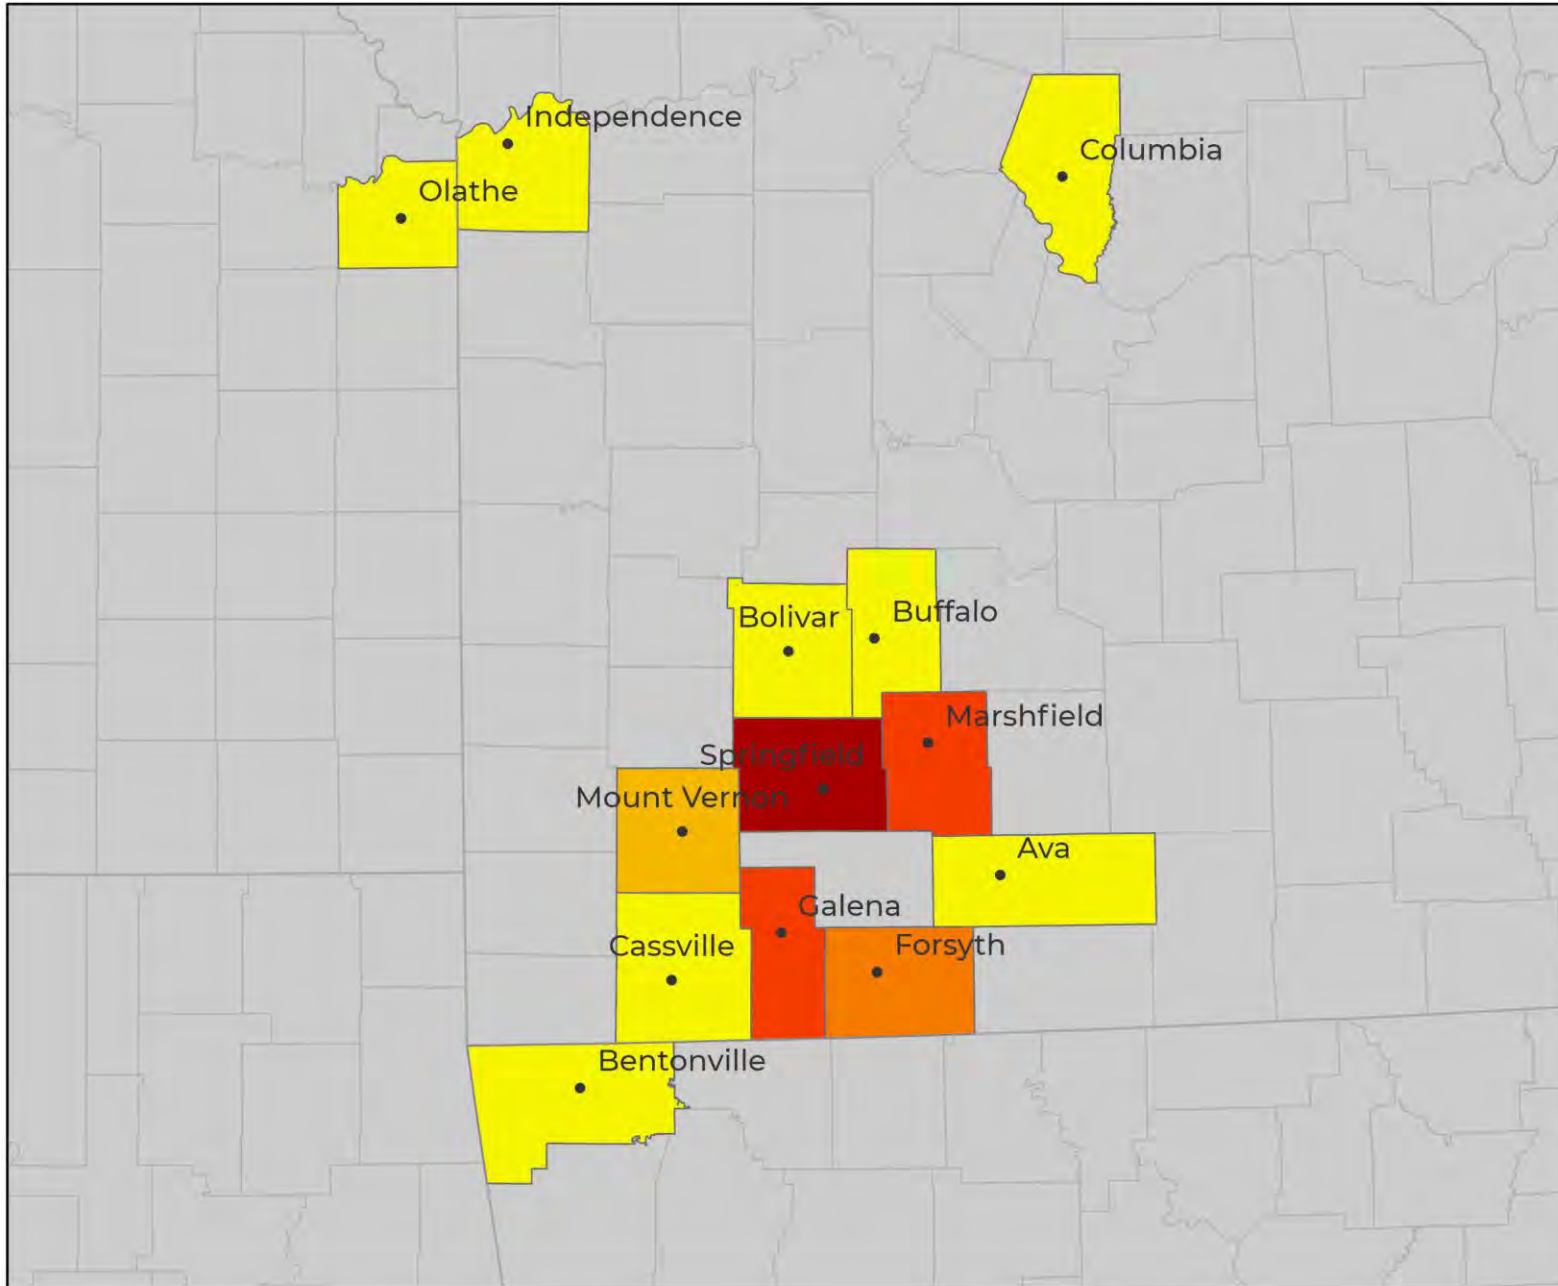 Independence
Columbia
Olathe
Bolivar
Buffalo
Marshfield
Springfield
Mount Vernon
Ava
Galena
Cassville
Forsyth
Bentonville